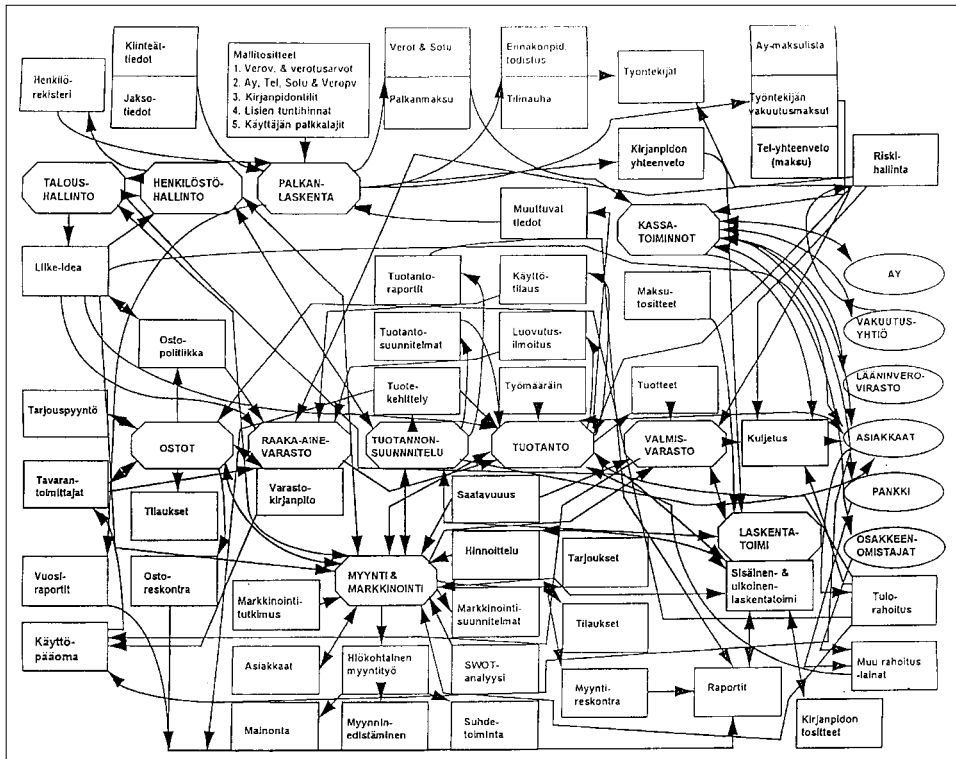 Kiinteät-
tiedot
Jakso-
tiedot
Henkilö-
rekisteri
Mallitositteet
1. Verov. & verotusarvot
2. Ay, Tel, Sotu & Veropv
3. Kirjanpidontilit
4. Lisien tuntihinnat
5. Käyttäjän palkkalajit
Verot & Sotu
Palkanmaksu
Ennakonpid.
todistus
Tilinauha
Työntekijät
Kirjanpidon
yhteenveto
Ay-maksulista
Työntekijän
vakuutusmaksut
Tel-yhteenveto
(maksu)
Riski-
hallinta
TALOUS-
HALLINTO
HENKILÖSTÖ-
HALLINTO
PALKAN-
LASKENTA
Muuttuvat
tiedot
KASSA-
TOIMINNOT
Liike-idea
Tuotanto-
raportit
Käyttö-
tilaus
Maksu-
tositteet
AY
Osto-
politiikka
Tuotanto-
suunnitelmat
Luovutus-
ilmoitus
VAKUUTUS-
YHTIÖ
Tuote-
kehittely
Työmääräin
Tuotteet
LÄÄNINVERO-
VIRASTO
Tarjouspyyntö
OSTOT
RAAKA-AINE-
VARASTO
TUOTANNON-
SUUNNNITELU
TUOTANTO
VALMIS-
VARASTO
Kuljetus
ASIAKKAAT
Tavaran-
toimittajat
Tilaukset
Varasto-
kirjanpito
Saatavuuus
PANKKI
LASKENTA-
TOIMI
OSAKKEEN-
OMISTAJAT
Vuosi-
raportit
Osto-
reskontra
MYYNTI &
MARKKINOINTI
Hinnoittelu
Tarjoukset
Sisäinen- &
ulkoinen-
laskentatoimi
Tulo-
rahoitus
Markkinointi-
tutkimus
Markkinointi-
suunnitelmat
Tilaukset
Käyttö-
pääoma
Asiakkaat
Hlökohtainen
myyntityö
SWOT-
analyysi
Myynti-
reskontra
Raportit
Muu rahoitus
-lainat
Mainonta
Myynnin-
edistäminen
Suhde-
toiminta
Kirjanpidon
tositteet